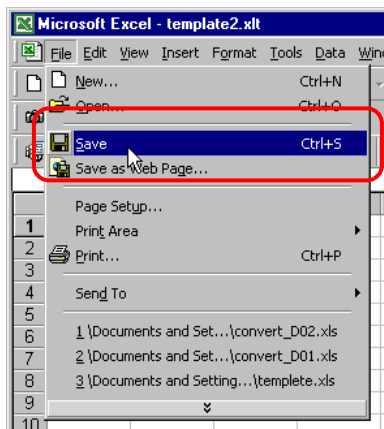 Microsoft Excel - template2.xlt
File Edit View Insert Format Tools Data
New... Ctrl+N
Open... Ctrl+O
Save Ctrl+S
Save as Web Page...
Page Setup...
Print Area
Print... Ctrl+P
Send To
1 \Documents and Set...\convert_D02.xls
2 \Documents and Set...\convert_D01.xls
3 \Documents and Setting...\templete.xls
1
2
3
4
5
6
7
8
9
10